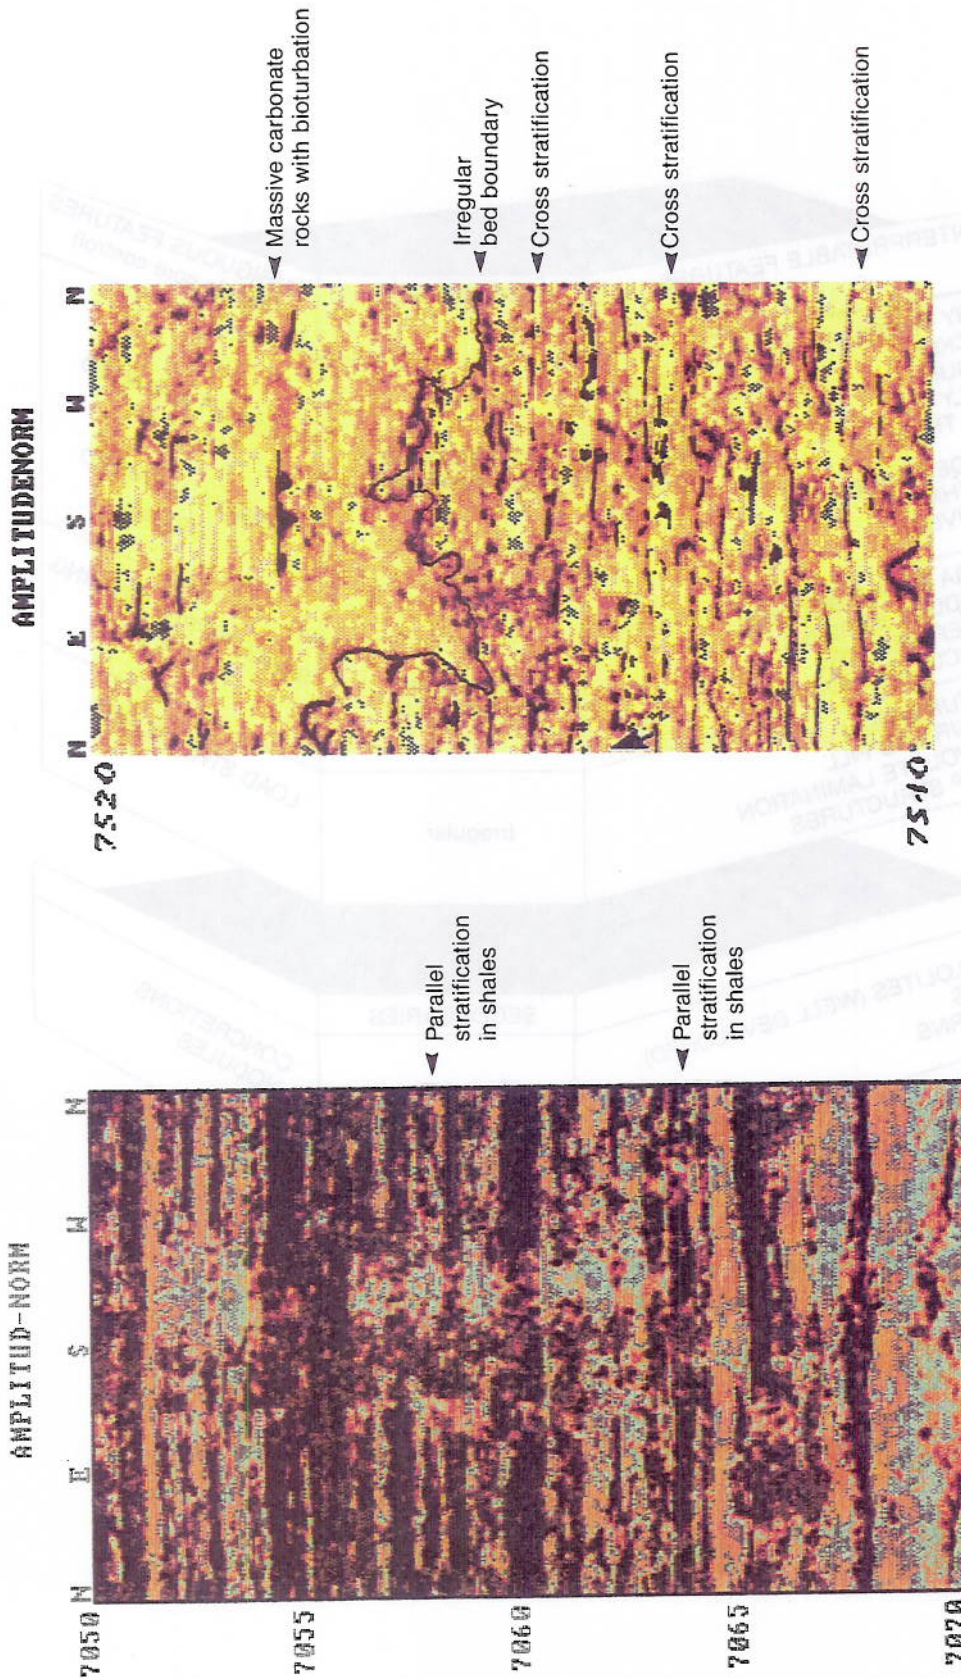 AMPLITUD-NORM
N E S W N
7050
7055
7060
7065
7070
Parallel
stratification
in shales
Parallel
stratification
in shales
AMPLITUDENORM
N E S W N
7520
Massive carbonate
rocks with bioturbation
Irregular
bed boundary
Cross stratification
Cross stratification
Cross stratification